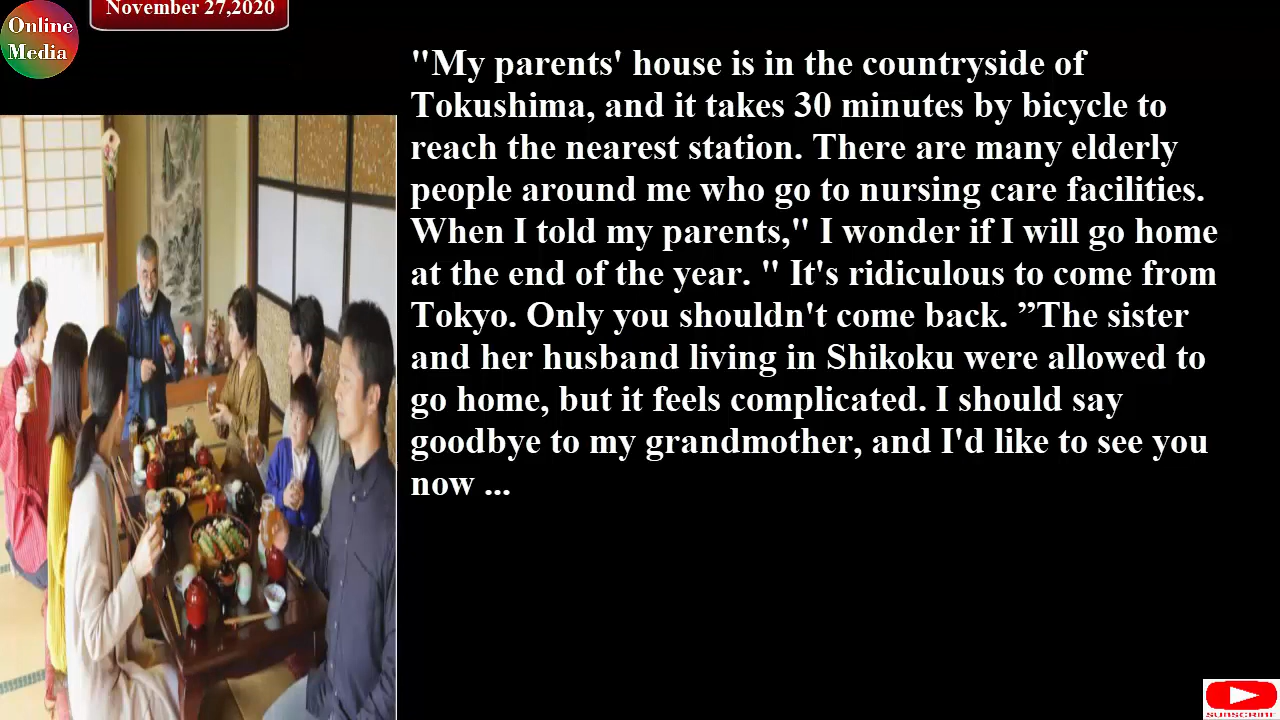 November 27,2020
Online
Media
"My parents' house is in the countryside of
Tokushima, and it takes 30 minutes by bicycle to
reach the nearest station. There are many elderly
people around me who go to nursing care facilities.
When I told my parents," I wonder if I will go home
at the end of the year. " It's ridiculous to come from
Tokyo. Only you shouldn't come back. ”The sister
and her husband living in Shikoku were allowed to
go home, but it feels complicated. I should say
goodbye to my grandmother, and I'd like to see you
now ...
SUBSCRIBE